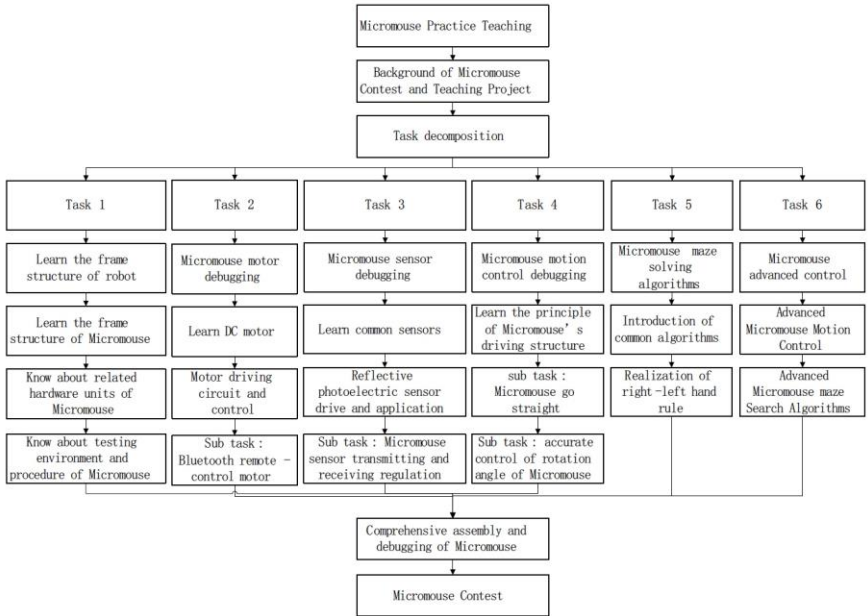 Micromouse Practice Teaching
Background of Micromouse
Contest and Teaching Project
Task decomposition
Task 1
Task 2
Task 3
Task 4
Task 5
Task 6
Learn the frame
structure of robot
Micromouse motor
debugging
Micromouse sensor
debugging
Micromouse motion
control debugging
Micromouse maze
solving
algorithms
Micromouse
advanced control
Learn the frame
structure of Micromouse
Learn DC motor
Learn common sensors
Learn the principle
of Micromouse's
driving structure
Introduction of
common algorithms
Advanced
Micromouse Motion
Control
Know about related
hardware units of
Micromouse
Motor driving
circuit and
control
Reflective
photoelectric sensor
drive and application
sub task:
Micromouse go
straight
Realization of
right-left hand
rule
Advanced
Micromouse maze
Search Algorithms
Know about testing
environment and
procedure of Micromouse
Sub task:
Bluetooth remote-
control motor
Sub task: Micromouse
sensor transmitting and
receiving regulation
Sub task: accurate
control of rotation
angle of Micromouse
Comprehensive assembly and
debugging of Micromouse
Micromouse Contest